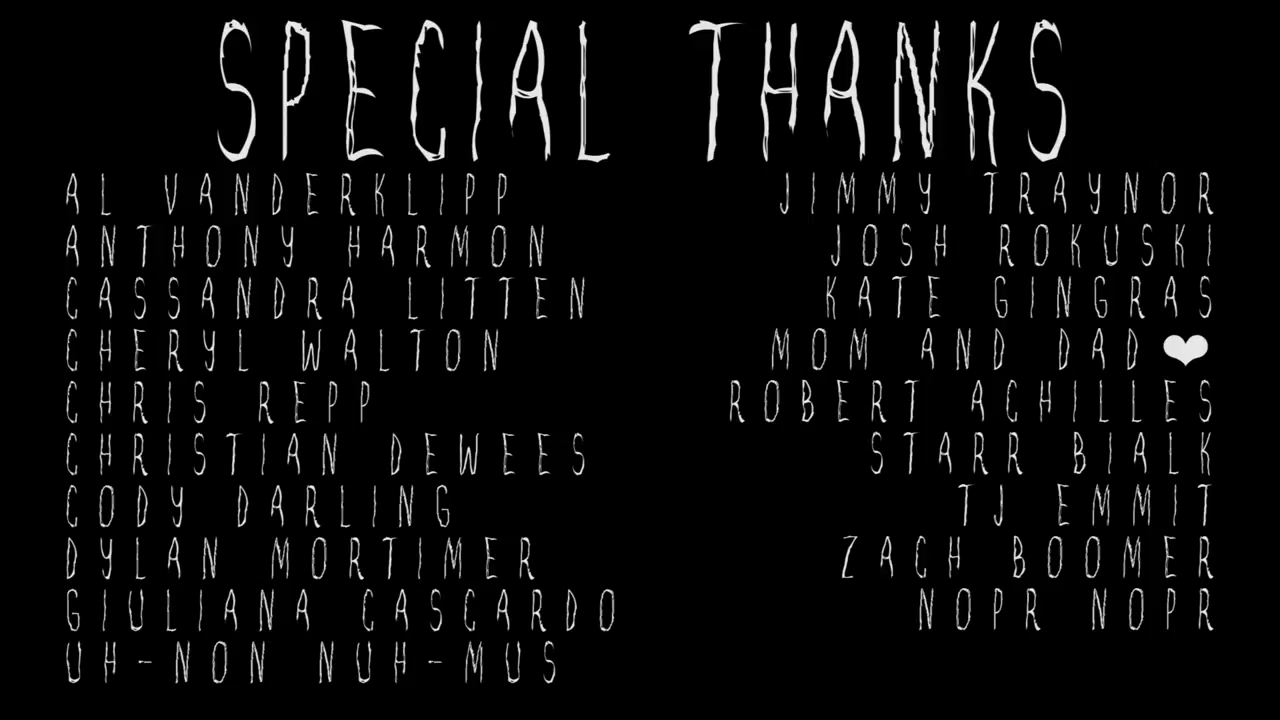 SPECIAL THANKS
AL VANDERKLIPP
ANTHONY HARMON
CASSANDRA LITTEN
CHERYL WALTON
CHRIS REPP
CHRISTIAN DEWEES
CODY DARLING
DYLAN MORTIMER
GIULIANA CASCARDO
UH-NON NUH-MUS
JIMMY TRAYNOR
JOSH ROKUSKI
KATE GINGRAS
MOM AND DAD ❤
ROBERT ACHILLES
STARR BIALK
TJ EMMIT
ZACH BOOMER
NOPR NOPR